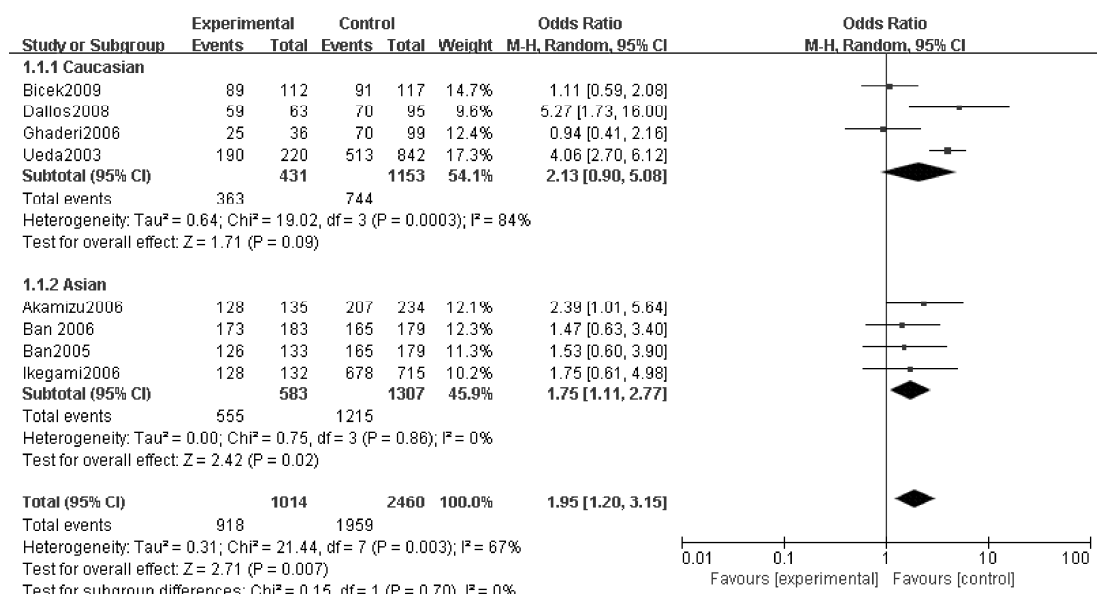 Experimental Control Odds Ratio Odds Ratio
Study or Subgroup Events Total Events Total Weight M-H, Random, 95% CI M-H, Random, 95% CI
1.1.1 Caucasian
Bicek2009 89 112 91 117 14.7% 1.11 [0.59, 2.08]
Dallos2008 59 63 70 95 9.6% 5.27 [1.73, 16.00]
Ghaderi2006 25 36 70 99 12.4% 0.94 [0.41, 2.16]
Ueda2003 190 220 513 842 17.3% 4.06 [2.70, 6.12]
Subtotal (95% CI) 431 1153 54.1% 2.13 [0.90, 5.08]
Total events 363 744
Heterogeneity: Tau² = 0.64; Chi² = 19.02, df = 3 (P = 0.0003); I² = 84%
Test for overall effect: Z = 1.71 (P = 0.09)
1.1.2 Asian
Akamizu2006 128 135 207 234 12.1% 2.39 [1.01, 5.64]
Ban 2006 173 183 165 179 12.3% 1.47 [0.63, 3.40]
Ban2005 126 133 165 179 11.3% 1.53 [0.60, 3.90]
Ikegami2006 128 132 678 715 10.2% 1.75 [0.61, 4.98]
Subtotal (95% CI) 583 1307 45.9% 1.75 [1.11, 2.77]
Total events 555 1215
Heterogeneity: Tau² = 0.00; Chi² = 0.75, df = 3 (P = 0.86); I² = 0%
Test for overall effect: Z = 2.42 (P = 0.02)
Total (95% CI) 1014 2460 100.0% 1.95 [1.20, 3.15]
Total events 918 1959
Heterogeneity: Tau² = 0.31; Chi² = 21.44, df = 7 (P = 0.003); I² = 67%
Test for overall effect: Z = 2.71 (P = 0.007)
Test for subgroup differences: Chi² = 0.15, df = 1 (P = 0.70), I² = 0%
0.01 0.1 1 10 100
Favours [experimental] Favours [control]